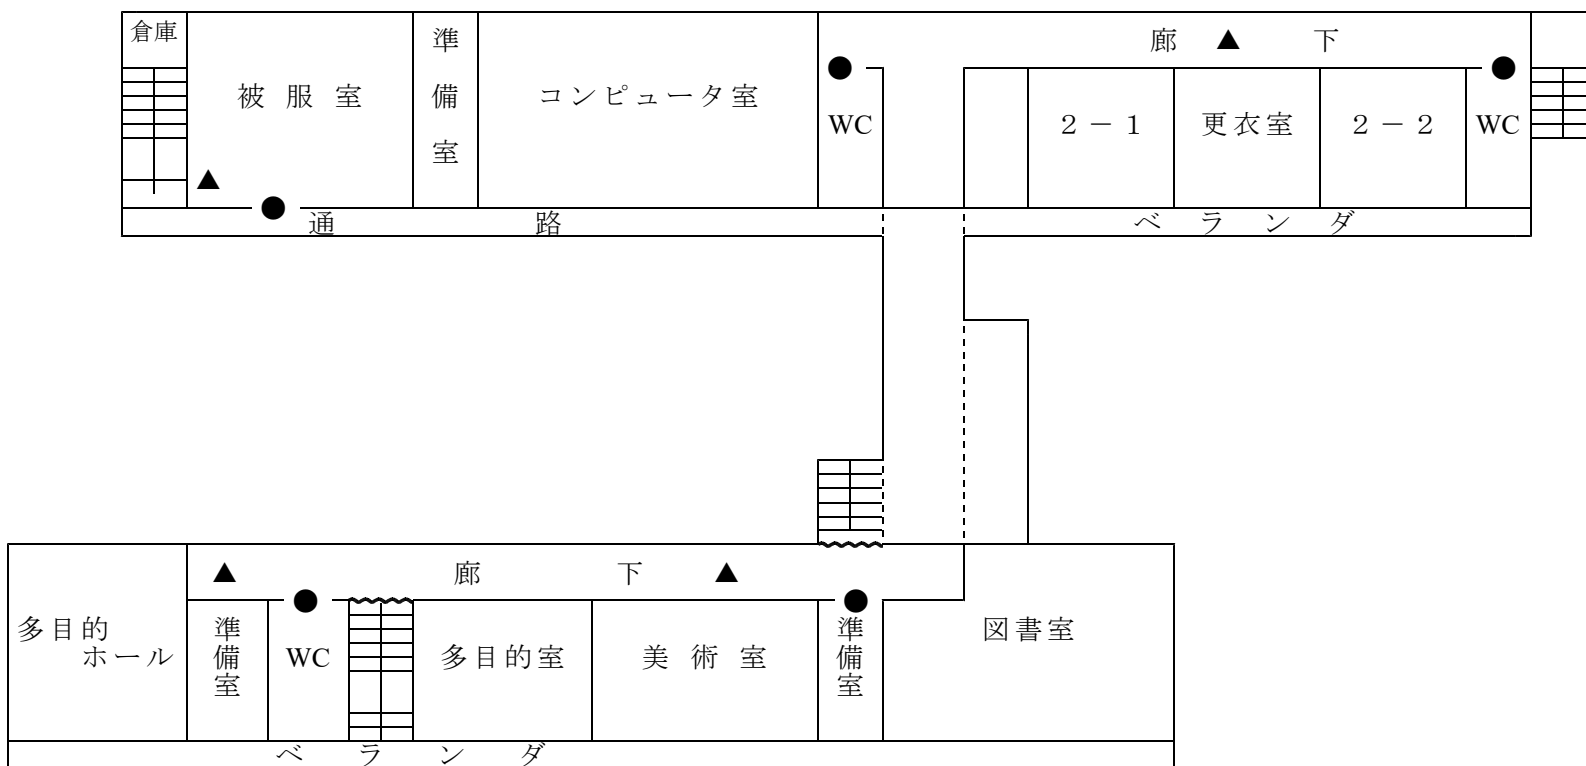 倉庫
被服室
準備室
コンピュータ室
WC
廊下
2－1
更衣室
2－2
WC
通路
ベランダ
廊下
多目的
ホール
準備室
WC
多目的室
美術室
準備室
図書室
ベランダ